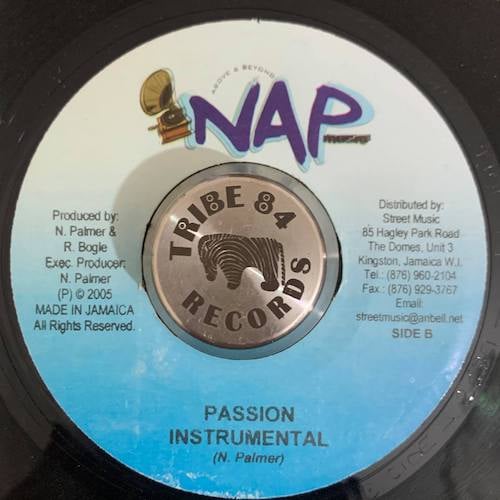 ABOVE & BEYOND
NAP
music
TRIBE 84
RECORDS
Produced by:
N. Palmer &
R. Bogle
Exec. Producer:
N. Palmer
(P) © 2005
MADE IN JAMAICA
All Rights Reserved.
Distributed by:
Street Music
85 Hagley Park Road
The Domes, Unit 3
Kingston, Jamaica W.I.
Tel.: (876) 960-2104
Fax : (876) 929-3767
Email:
streetmusic@anbell.net
SIDE B
PASSION
INSTRUMENTAL
(N. Palmer)